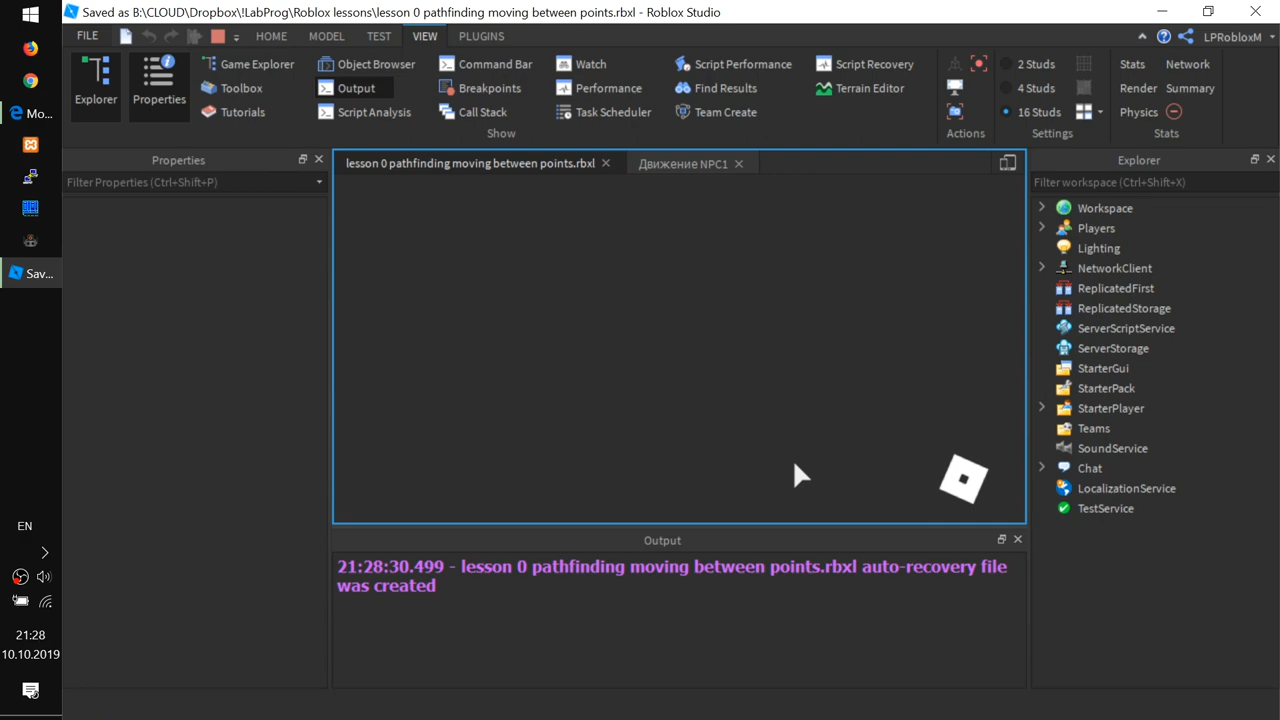 Saved as B:\CLOUD\Dropbox\!LabProg\Roblox lessons\lesson 0 pathfinding moving between points.rbxl - Roblox Studio
FILE HOME MODEL TEST VIEW PLUGINS LPRobloxM
Explorer
Properties
Game Explorer
Toolbox
Tutorials
Object Browser
Output
Script Analysis
Command Bar
Breakpoints
Call Stack
Watch
Performance
Task Scheduler
Script Performance
Find Results
Team Create
Script Recovery
Terrain Editor
Show
Actions
2 Studs
4 Studs
16 Studs
Settings
Stats Network
Render Summary
Physics
Stats
Mo...
Sav...
EN
21:28
10.10.2019
Properties
Filter Properties (Ctrl+Shift+P)
lesson 0 pathfinding moving between points.rbxl
Движение NPC1
Output
21:28:30.499 - lesson 0 pathfinding moving between points.rbxl auto-recovery file
was created
Explorer
Filter workspace (Ctrl+Shift+X)
Workspace
Players
Lighting
NetworkClient
ReplicatedFirst
ReplicatedStorage
ServerScriptService
ServerStorage
StarterGui
StarterPack
StarterPlayer
Teams
SoundService
Chat
LocalizationService
TestService